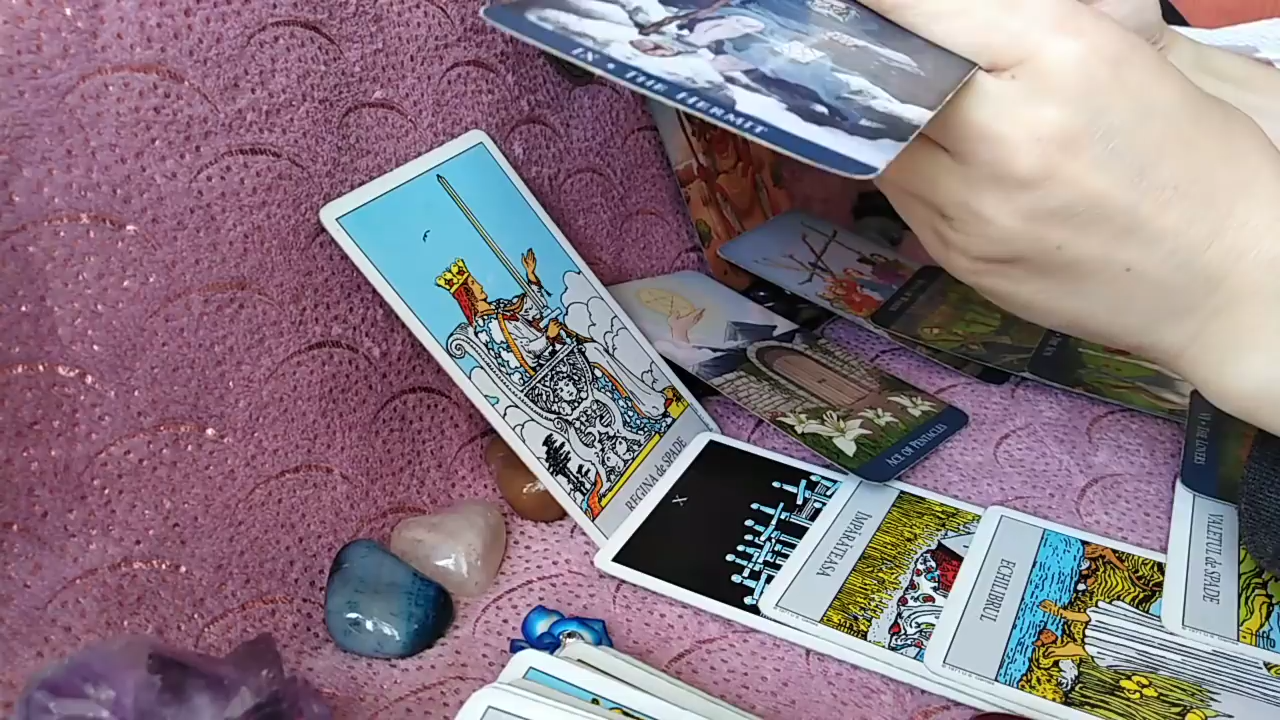 IX • THE HERMIT
REGINA de SPADE
X
ACE OF PENTACLES
ÎMPĂRĂTEASA
ECHILIBRUL
VI • THE LOVERS
VALETUL de SPADE